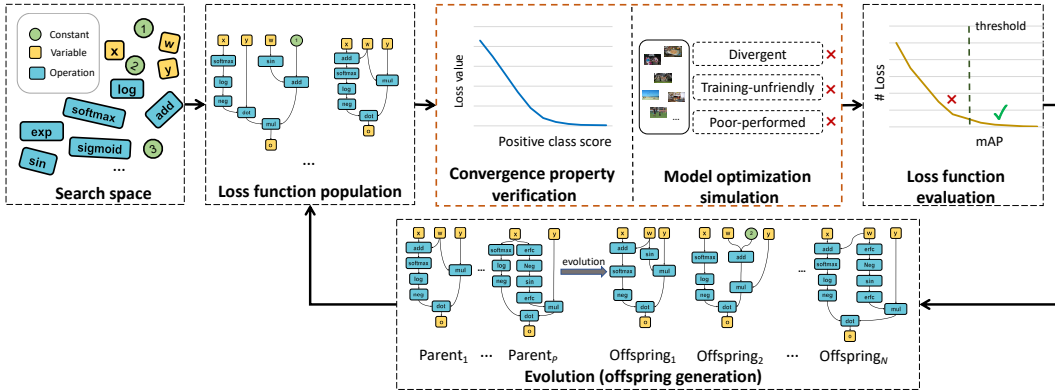 Constant
Variable
Operation
1
x
w
2
y
log
softmax
add
exp
sigmoid
sin
3
...
Search space
x
y
w
1
softmax
sin
log
add
neg
dot
mul
o
x
w
y
add
softmax
mul
log
neg
dot
o
...
Loss function population
Loss value
Positive class score
Convergence property
verification
...
Divergent
Training-unfriendly
Poor-performed
Model optimization
simulation
threshold
# Loss
mAP
Loss function
evaluation
x
w
y
add
softmax
mul
log
neg
dot
o
Parent1
...
...
x
y
softmax
erfc
log
Neg
neg
sin
erfc
mul
dot
o
ParentP
evolution
x
w
y
add
sin
softmax
mul
neg
dot
o
Offspring1
x
w
2
y
add
softmax
log
mul
neg
dot
o
Offspring2
...
...
x
w
y
add
erfc
softmax
Neg
log
sin
neg
erfc
mul
dot
o
OffspringN
Evolution (offspring generation)